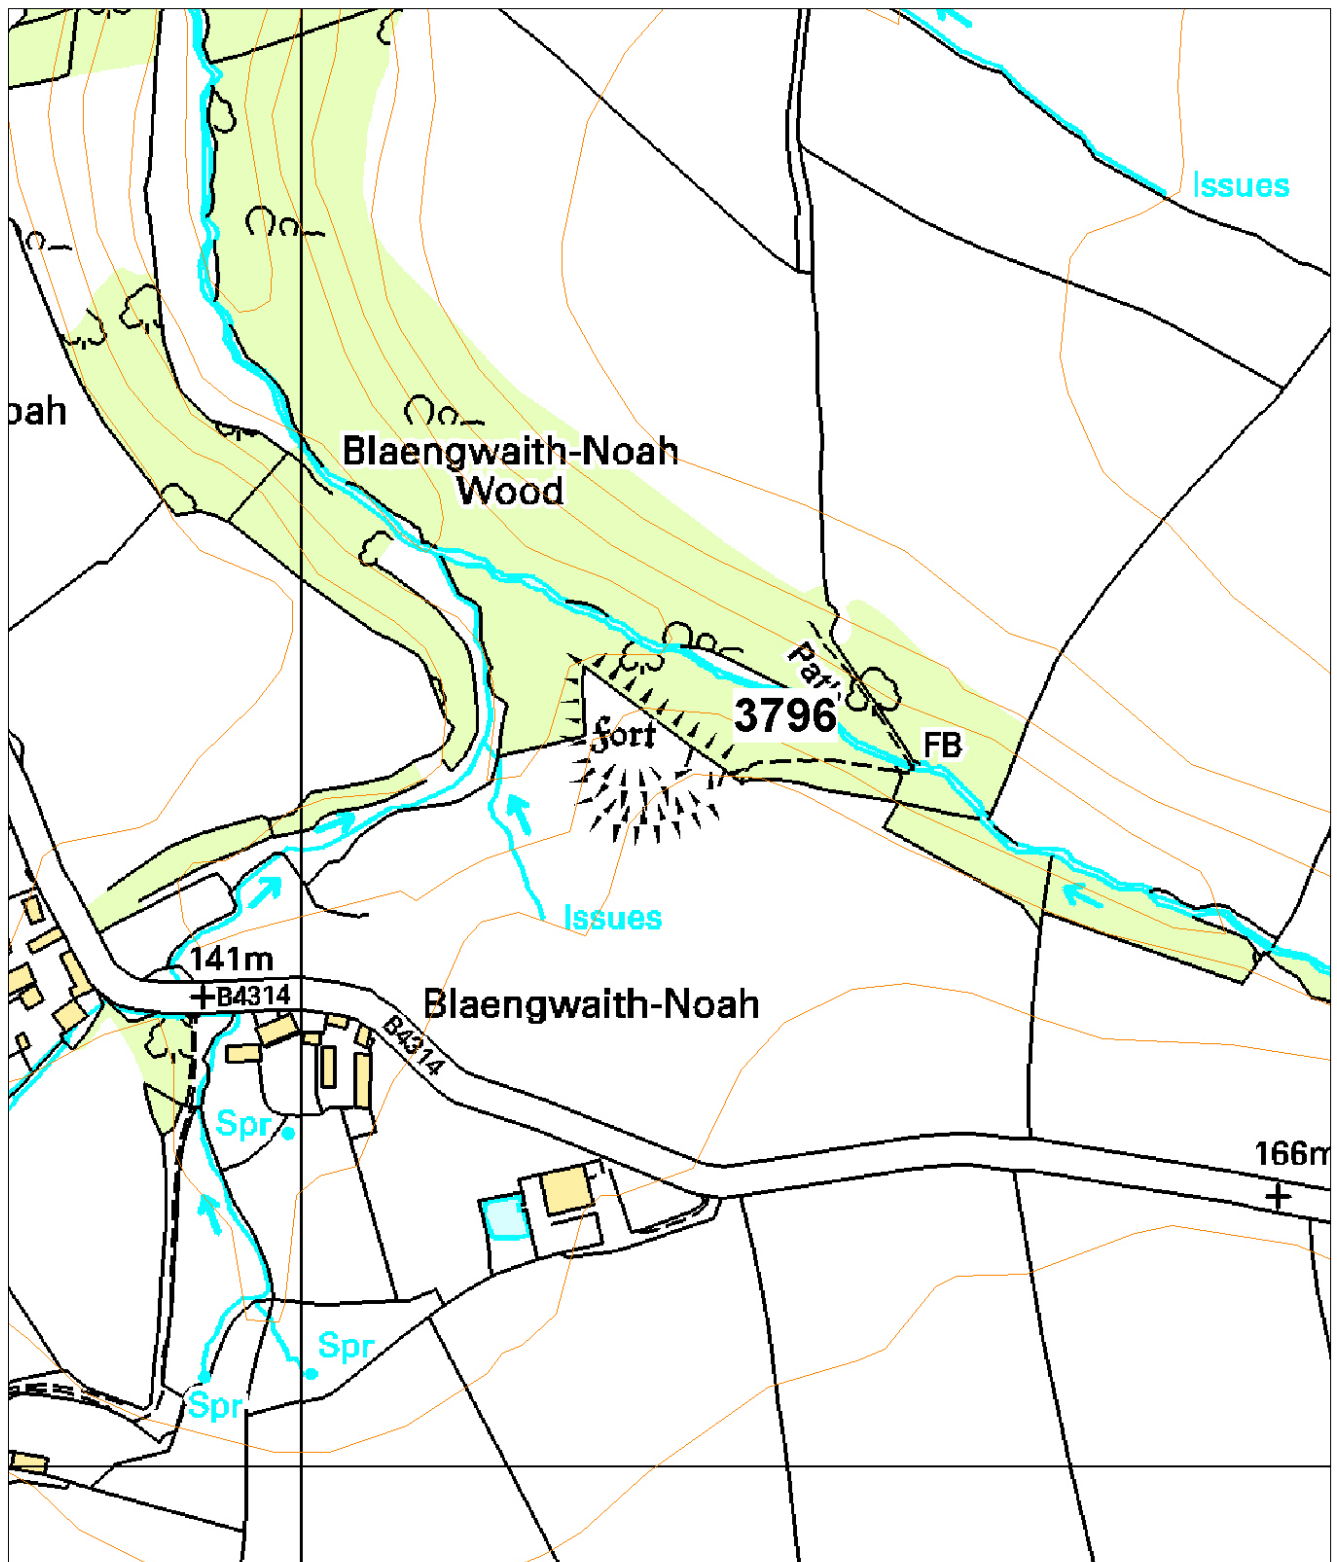 Issues
oah
Blaengwaith-Noah
Wood
Path
3796
FB
Fort
Issues
141m
B4314
Blaengwaith-Noah
B4314
Spr
166m
Spr
Spr